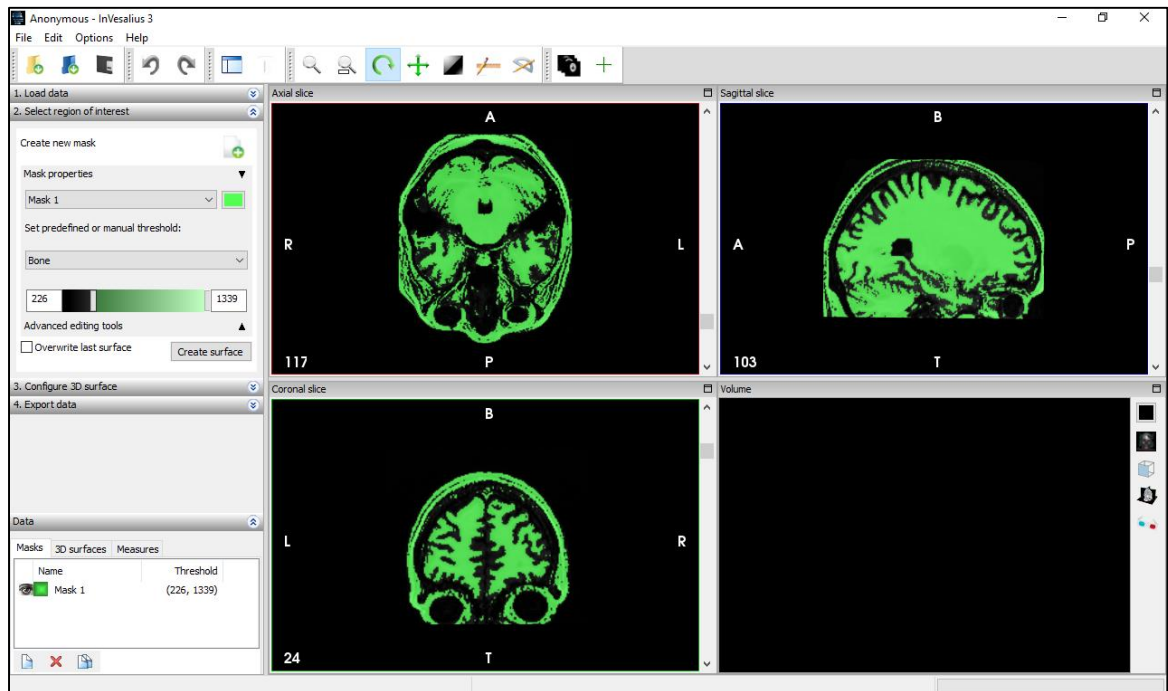 Anonymous - InVesalius 3
File Edit Options Help
1. Load data
2. Select region of interest
Create new mask
Mask properties
Mask 1
Set predefined or manual threshold:
Bone
226 1339
Advanced editing tools
Overwrite last surface Create surface
3. Configure 3D surface
4. Export data
Data
Masks 3D surfaces Measures
Name Threshold
Mask 1 (226, 1339)
Axial slice
A
R L
117 P
Sagittal slice
B
A P
103 T
Coronal slice
B
L R
24 T
Volume